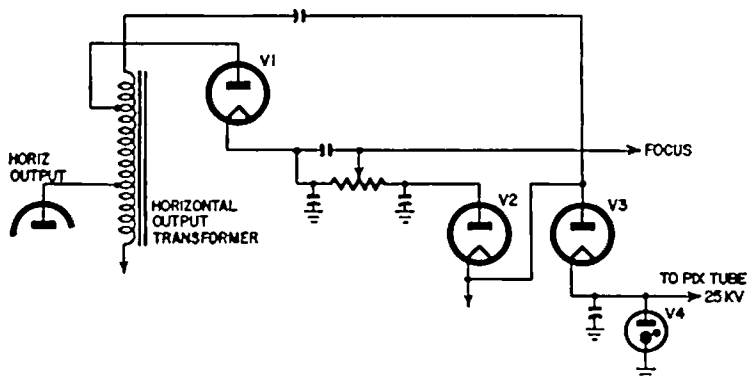 V1
FOCUS
HORIZ
OUTPUT
HORIZONTAL
OUTPUT
TRANSFORMER
V2
V3
TO PIX TUBE
25 KV
V4